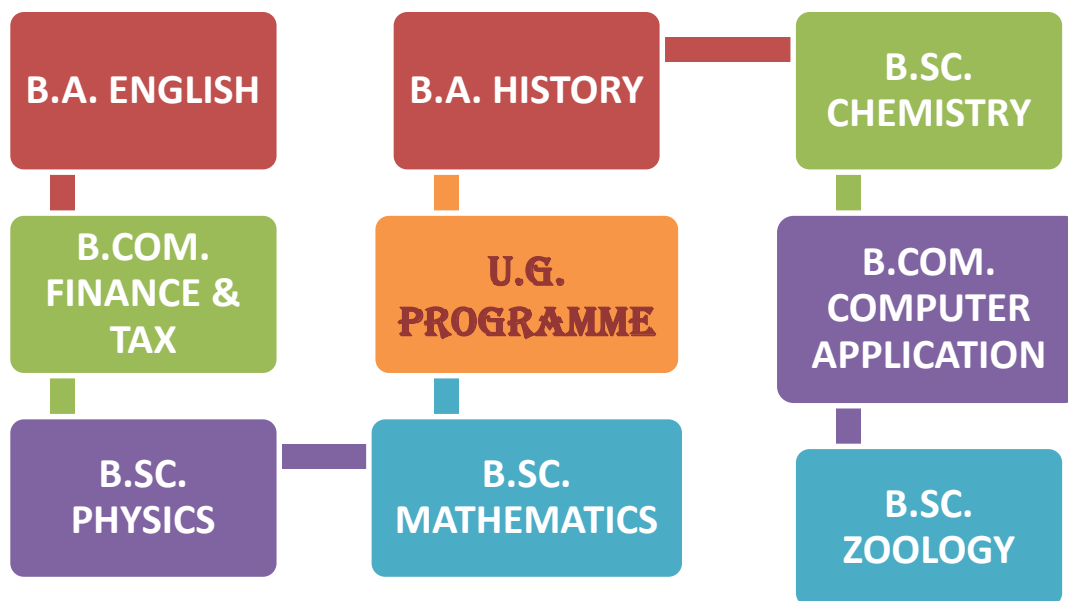 B.A. ENGLISH
B.COM.
FINANCE &
TAX
B.SC.
PHYSICS
B.SC.
MATHEMATICS
U.G.
PROGRAMME
B.A. HISTORY
B.SC.
CHEMISTRY
B.COM.
COMPUTER
APPLICATION
B.SC.
ZOOLOGY